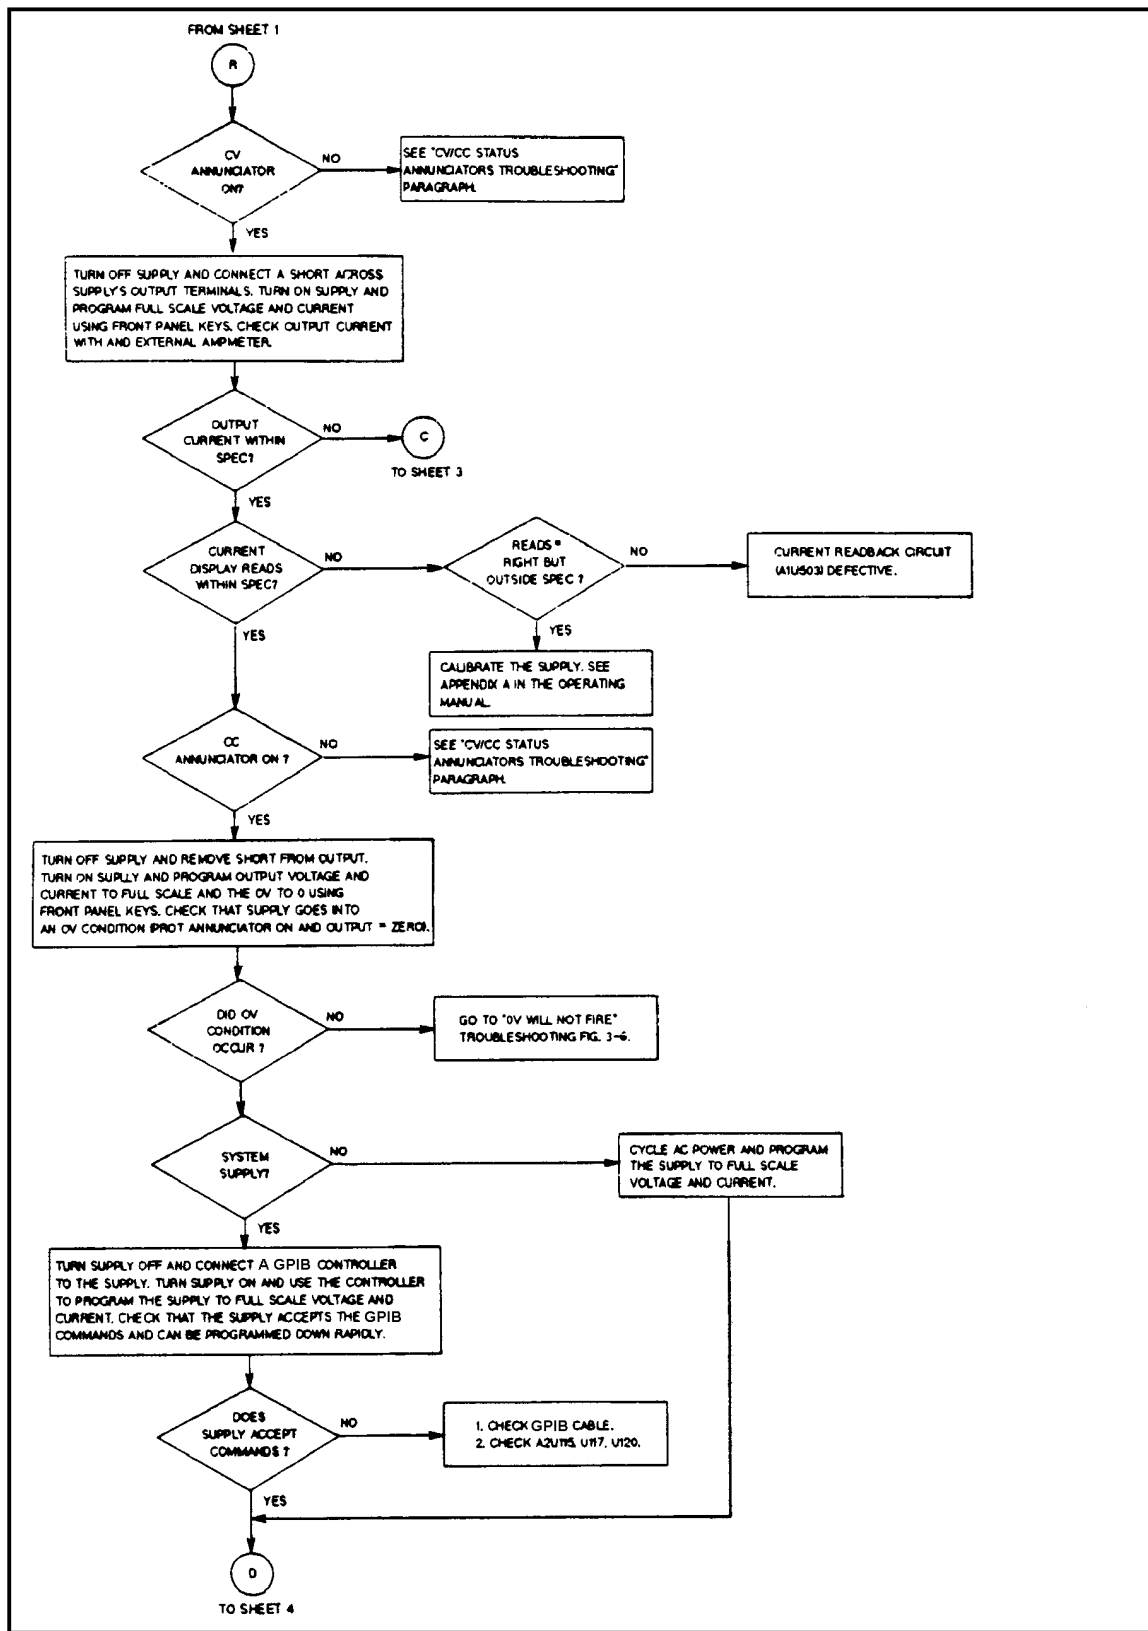 FROM SHEET 1
R
CV
ANNUNCIATOR
ON?
NO
SEE "CV/CC STATUS
ANNUNCIATORS TROUBLESHOOTING"
PARAGRAPH.
YES
TURN OFF SUPPLY AND CONNECT A SHORT ACROSS
SUPPLY'S OUTPUT TERMINALS. TURN ON SUPPLY AND
PROGRAM FULL SCALE VOLTAGE AND CURRENT
USING FRONT PANEL KEYS. CHECK OUTPUT CURRENT
WITH AND EXTERNAL AMPMETER.
OUTPUT
CURRENT WITHIN
SPEC?
NO
C
TO SHEET 3
YES
CURRENT
DISPLAY READS
WITHIN SPEC?
NO
READS =
RIGHT BUT
OUTSIDE SPEC ?
NO
CURRENT READBACK CIRCUIT
(A1U503) DEFECTIVE.
YES
YES
CALIBRATE THE SUPPLY. SEE
APPENDIX A IN THE OPERATING
MANUAL.
CC
ANNUNCIATOR ON ?
NO
SEE "CV/CC STATUS
ANNUNCIATORS TROUBLESHOOTING"
PARAGRAPH.
YES
TURN OFF SUPPLY AND REMOVE SHORT FROM OUTPUT.
TURN ON SUPLLY AND PROGRAM OUTPUT VOLTAGE AND
CURRENT TO FULL SCALE AND THE OV TO 0 USING
FRONT PANEL KEYS. CHECK THAT SUPPLY GOES INTO
AN OV CONDITION (PROT ANNUNCIATOR ON AND OUTPUT = ZERO).
DID OV
CONDITION
OCCUR ?
NO
GO TO "OV WILL NOT FIRE"
TROUBLESHOOTING FIG. 3-6.
SYSTEM
SUPPLY?
NO
CYCLE AC POWER AND PROGRAM
THE SUPPLY TO FULL SCALE
VOLTAGE AND CURRENT.
YES
TURN SUPPLY OFF AND CONNECT A GPIB CONTROLLER
TO THE SUPPLY. TURN SUPPLY ON AND USE THE CONTROLLER
TO PROGRAM THE SUPPLY TO FULL SCALE VOLTAGE AND
CURRENT. CHECK THAT THE SUPPLY ACCEPTS THE GPIB
COMMANDS AND CAN BE PROGRAMMED DOWN RAPIDLY.
DOES
SUPPLY ACCEPT
COMMANDS ?
NO
1. CHECK GPIB CABLE.
2. CHECK A2U115, U117, U120.
YES
D
TO SHEET 4